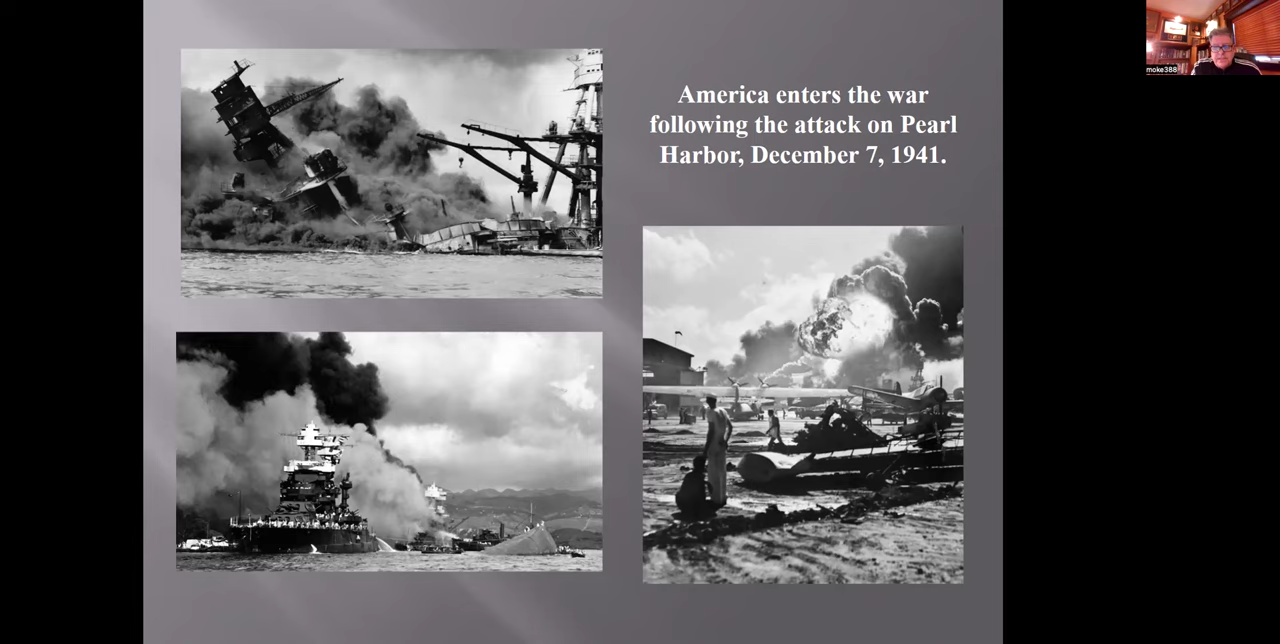 America enters the war
following the attack on Pearl
Harbor, December 7, 1941.
moke388